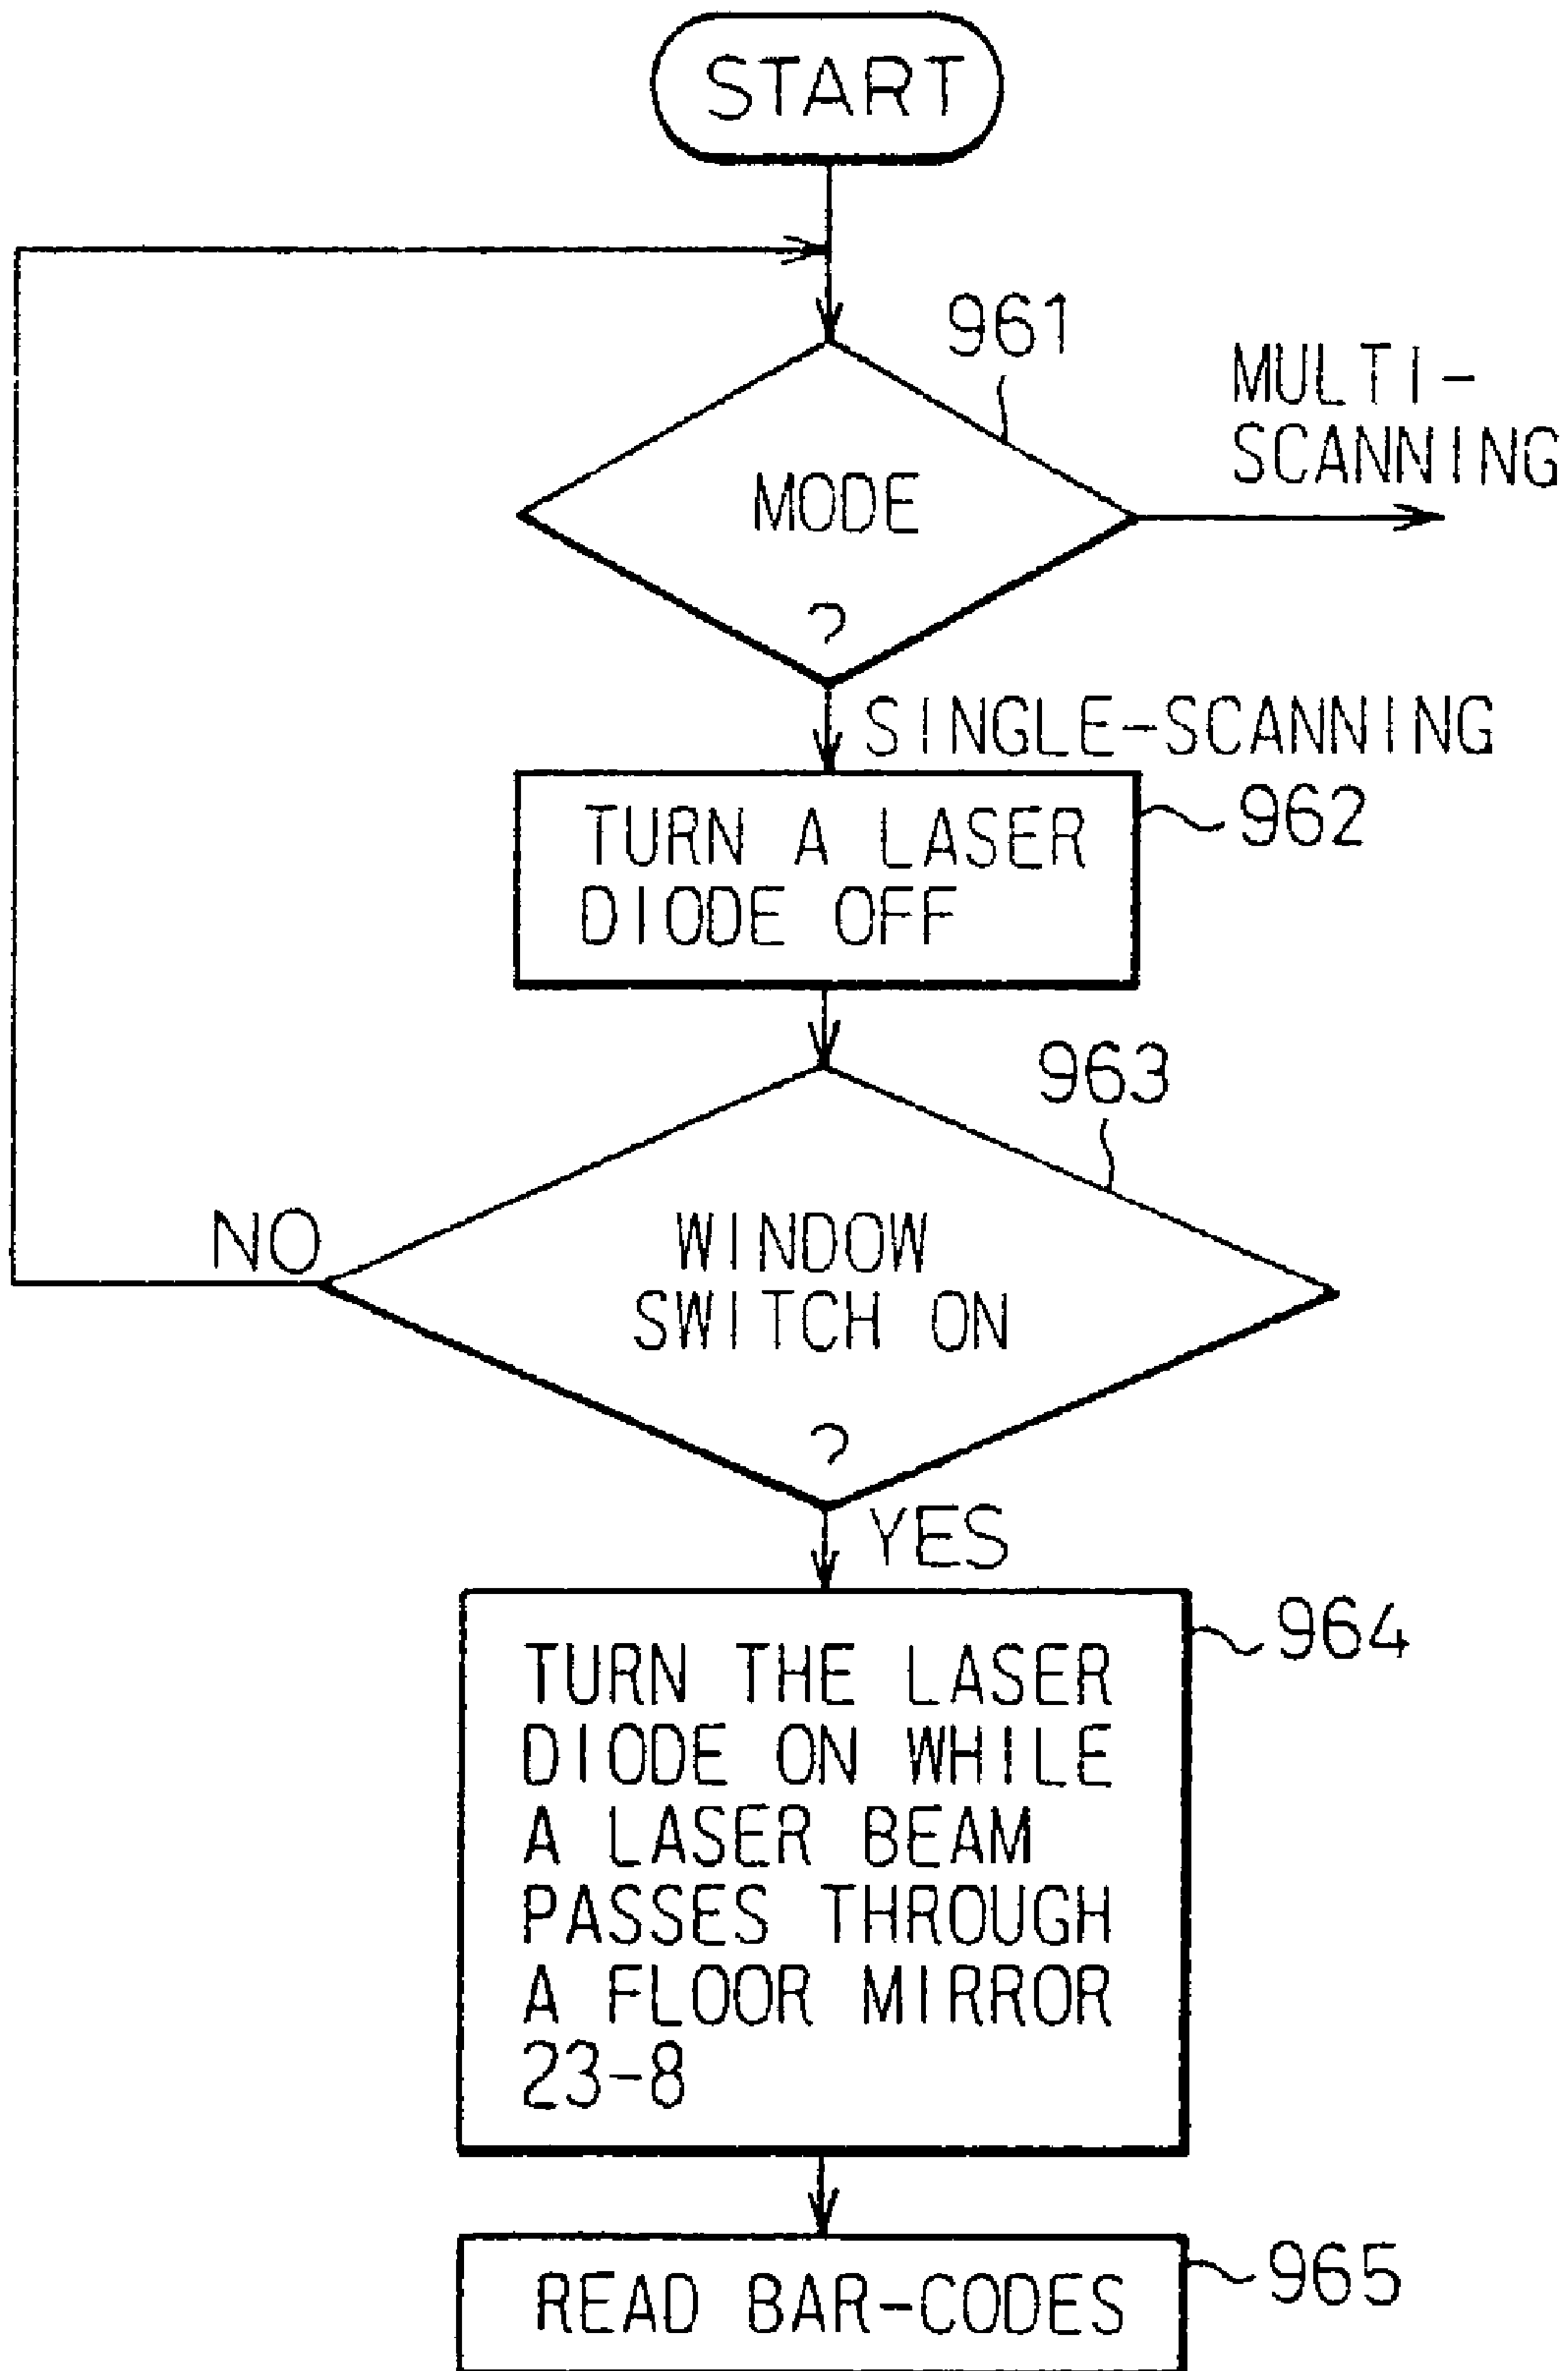 START
961
MULTI-
SCANNING
MODE
?
SINGLE-SCANNING
962
TURN A LASER
DIODE OFF
963
NO
WINDOW
SWITCH ON
?
YES
964
TURN THE LASER
DIODE ON WHILE
A LASER BEAM
PASSES THROUGH
A FLOOR MIRROR
23-8
965
READ BAR-CODES